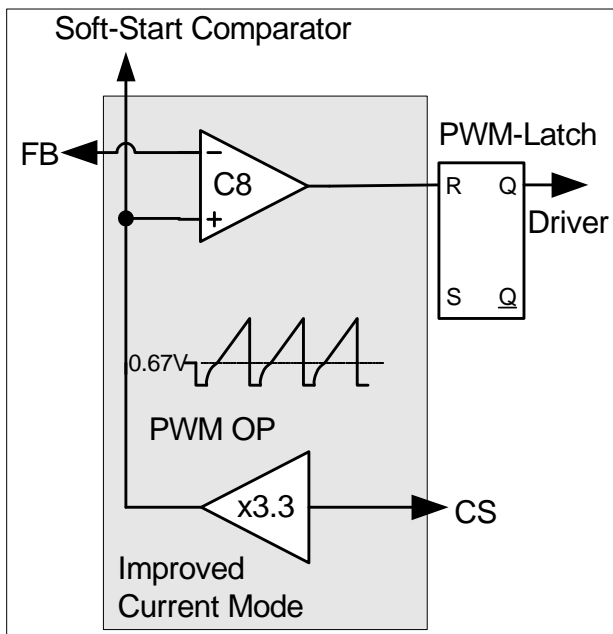 Soft-Start Comparator
PWM-Latch
FB
−
C8
+
R Q
Driver
S Q
0.67V
PWM OP
x3.3
CS
Improved
Current Mode